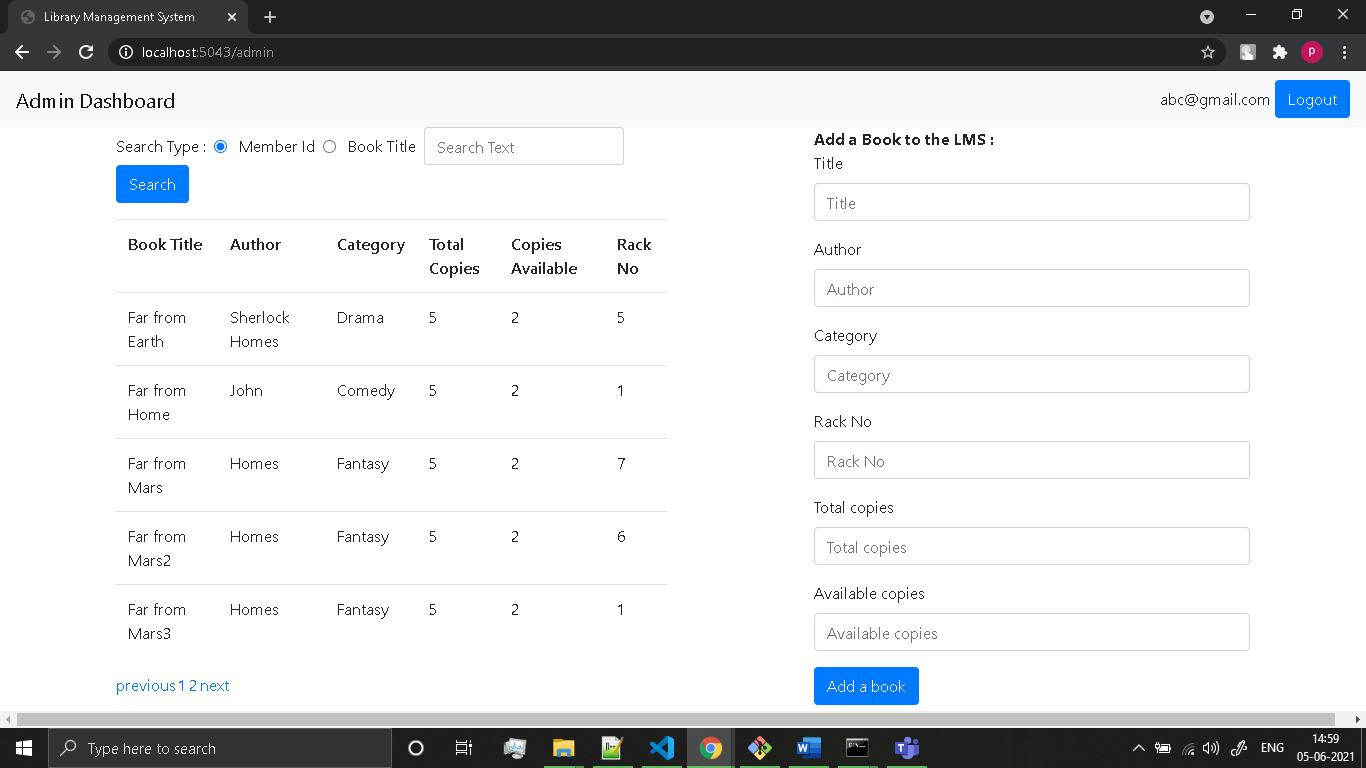 Library Management System
localhost:5043/admin
P
Admin Dashboard
abc@gmail.com Logout
Search Type : Member Id Book Title Search Text
Search
Book Title Author Category Total Copies Copies Available Rack No
Far from Earth Sherlock Homes Drama 5 2 5
Far from Home John Comedy 5 2 1
Far from Mars Homes Fantasy 5 2 7
Far from Mars2 Homes Fantasy 5 2 6
Far from Mars3 Homes Fantasy 5 2 1
previous 1 2 next
Add a Book to the LMS :
Title
Title
Author
Author
Category
Category
Rack No
Rack No
Total copies
Total copies
Available copies
Available copies
Add a book
Type here to search
ENG
14:59
05-06-2021